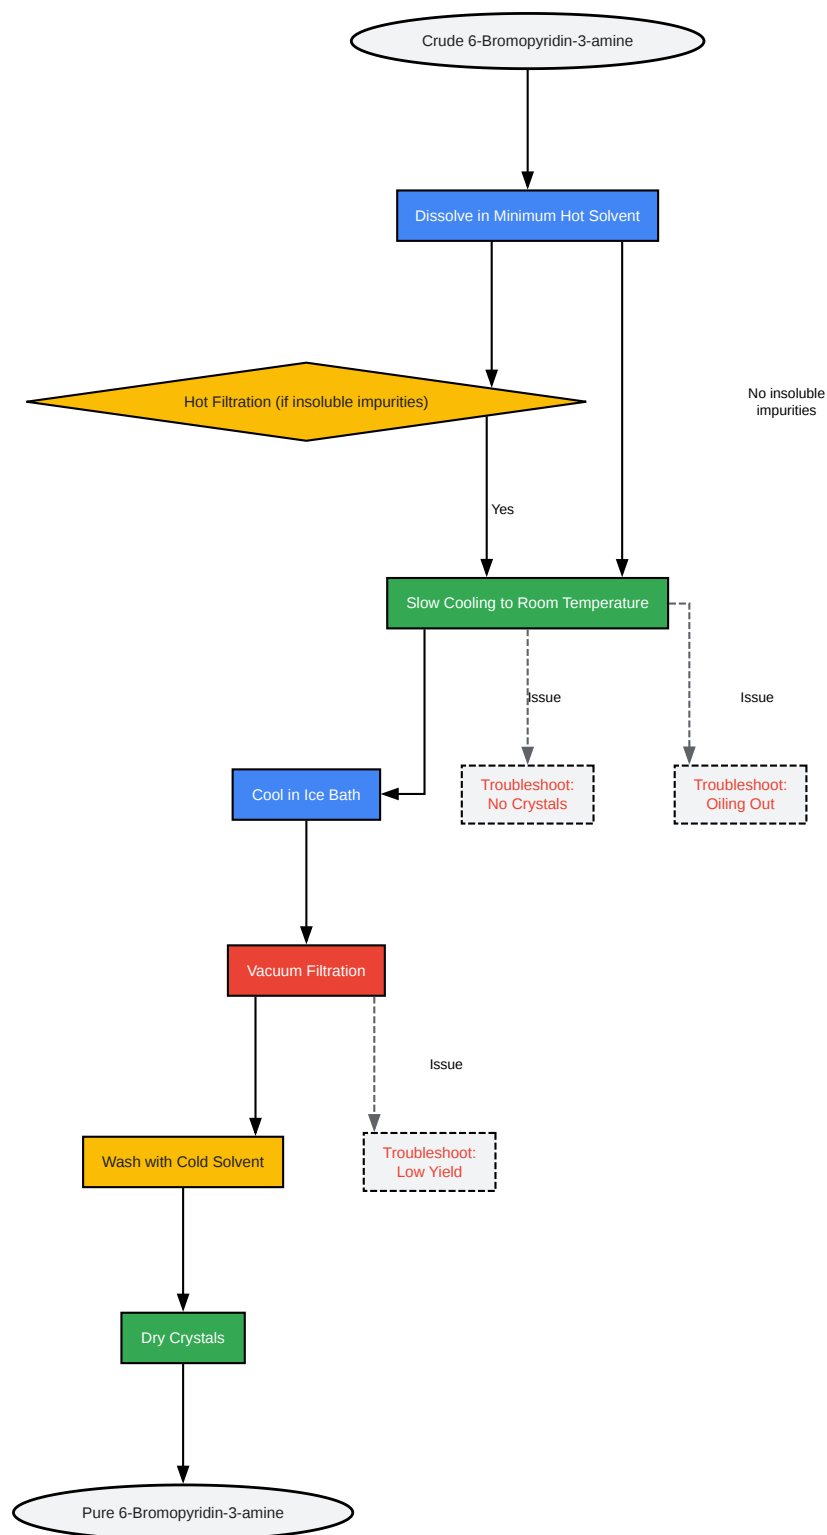 Crude 6-Bromopyridin-3-amine
Dissolve in Minimum Hot Solvent
Hot Filtration (if insoluble impurities)
No insoluble
impurities
Yes
Slow Cooling to Room Temperature
Issue
Issue
Cool in Ice Bath
Troubleshoot:
No Crystals
Troubleshoot:
Oiling Out
Vacuum Filtration
Issue
Wash with Cold Solvent
Troubleshoot:
Low Yield
Dry Crystals
Pure 6-Bromopyridin-3-amine